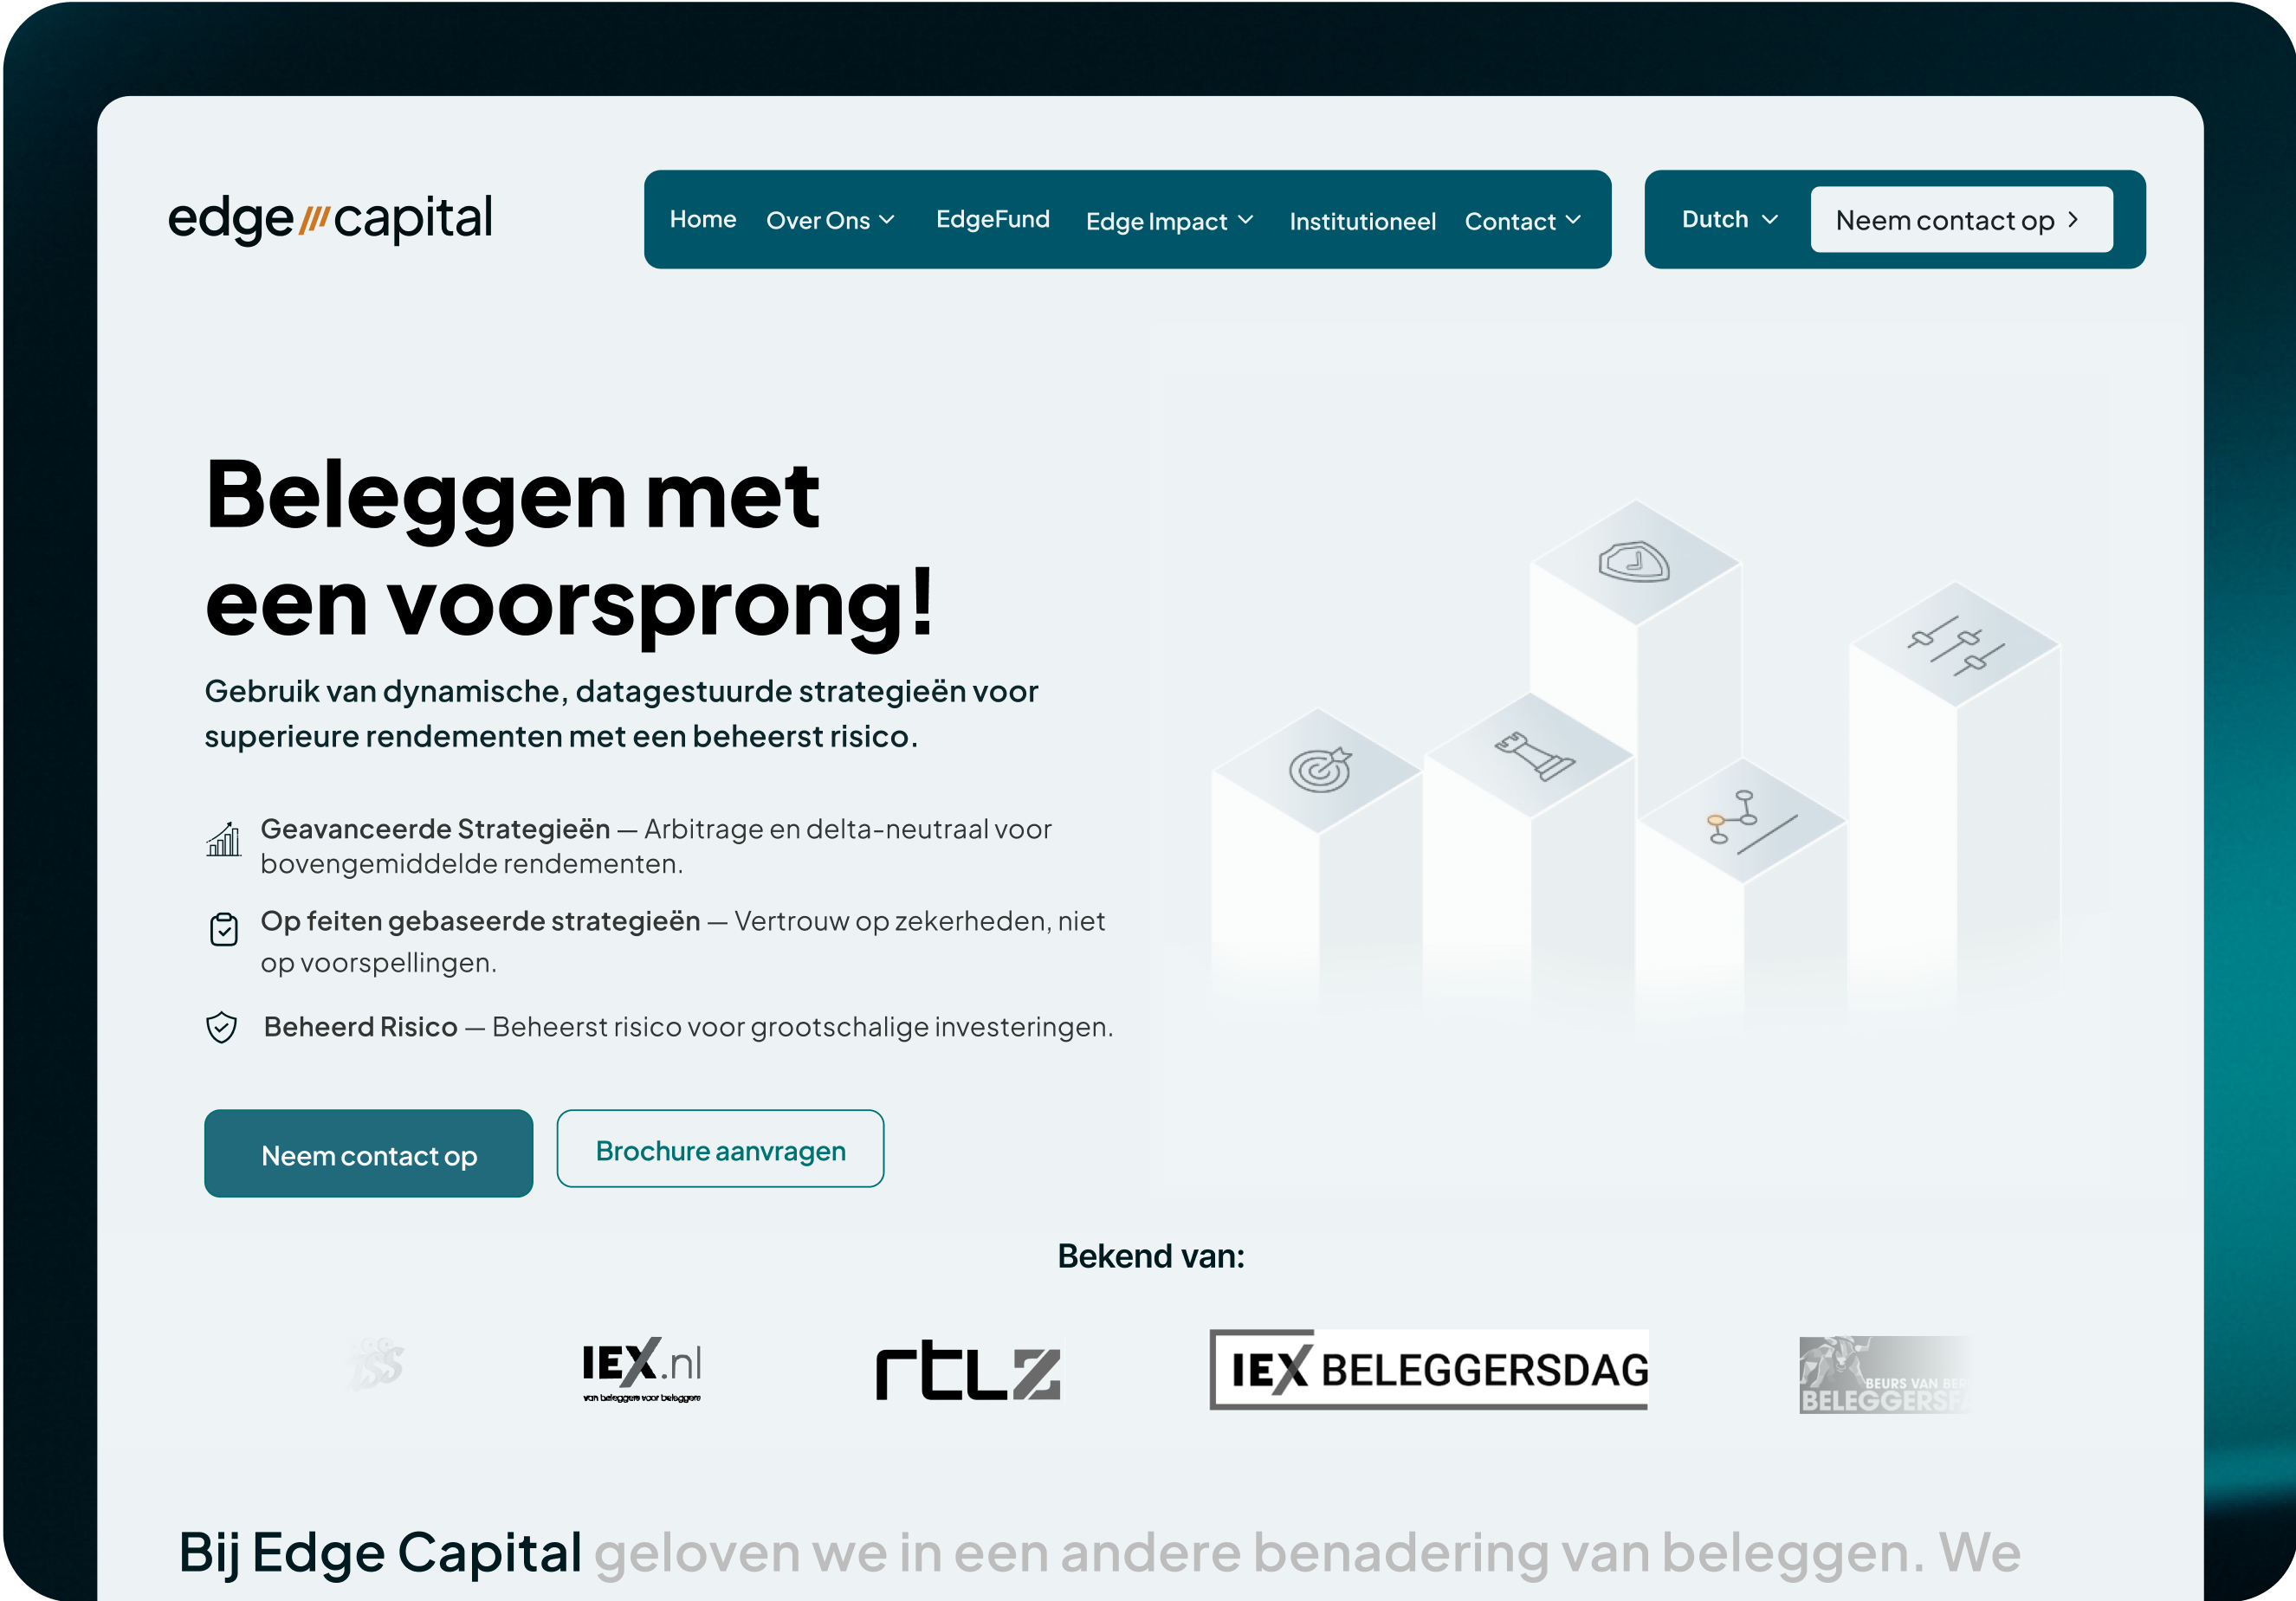 edge capital
Home Over Ons EdgeFund Edge Impact Institutioneel Contact
Dutch Neem contact op
Beleggen met
een voorsprong!
Gebruik van dynamische, datagestuurde strategieën voor
superieure rendementen met een beheerst risico.
Geavanceerde Strategieën — Arbitrage en delta-neutraal voor
bovengemiddelde rendementen.
Op feiten gebaseerde strategieën — Vertrouw op zekerheden, niet
op voorspellingen.
Beheerd Risico — Beheerst risico voor grootschalige investeringen.
Neem contact op
Brochure aanvragen
Bekend van:
IEX.nl
van beleggers voor beleggers
rtlz
IEX BELEGGERSDAG
BEURS VAN
Bij Edge Capital geloven we in een andere benadering van beleggen. We